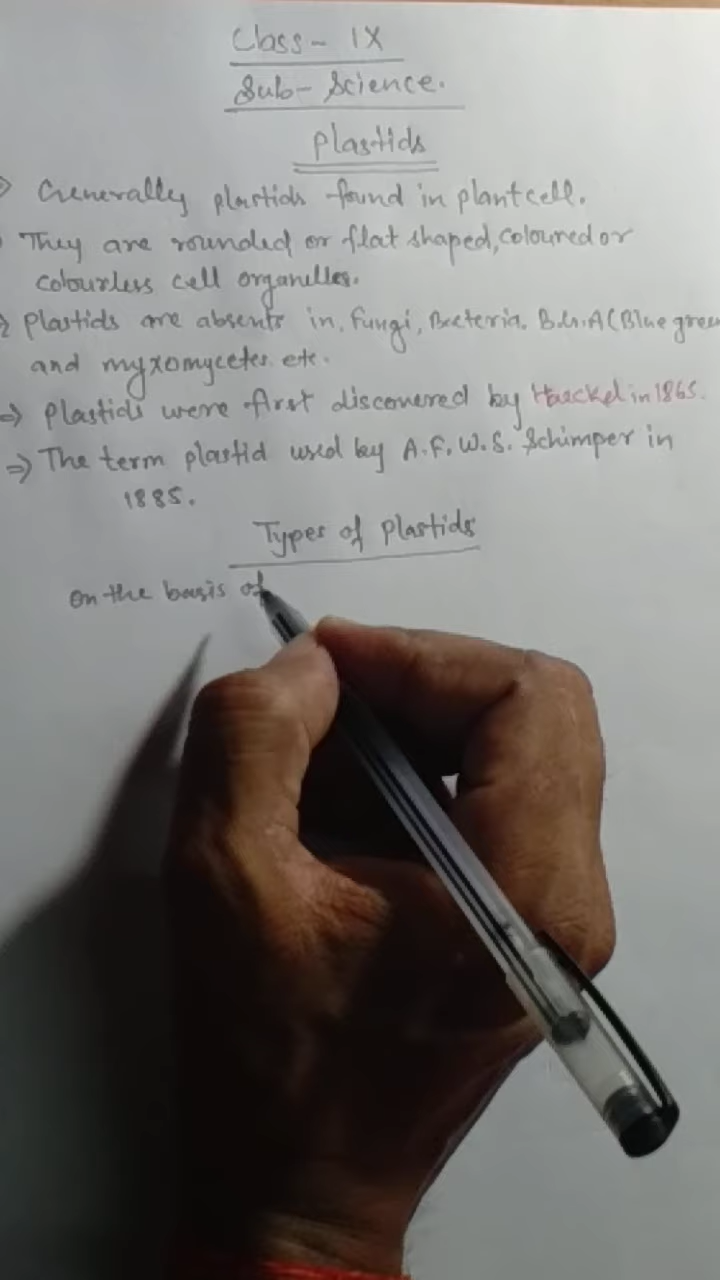 Class - IX
Sub - Science.
Plastids
Generally plastids found in plant cell.
They are rounded or flat shaped, coloured or
colourless cell organelles.
Plastids are absents in, Fungi, Bacteria. B.G.A (Blue green
and myxomycetes. etc.
⇒ Plastids were first discovered by Haeckel in 1865.
⇒ The term plastid used by A.F.W.S. Schimper in
1885.
Types of Plastids
On the basis of